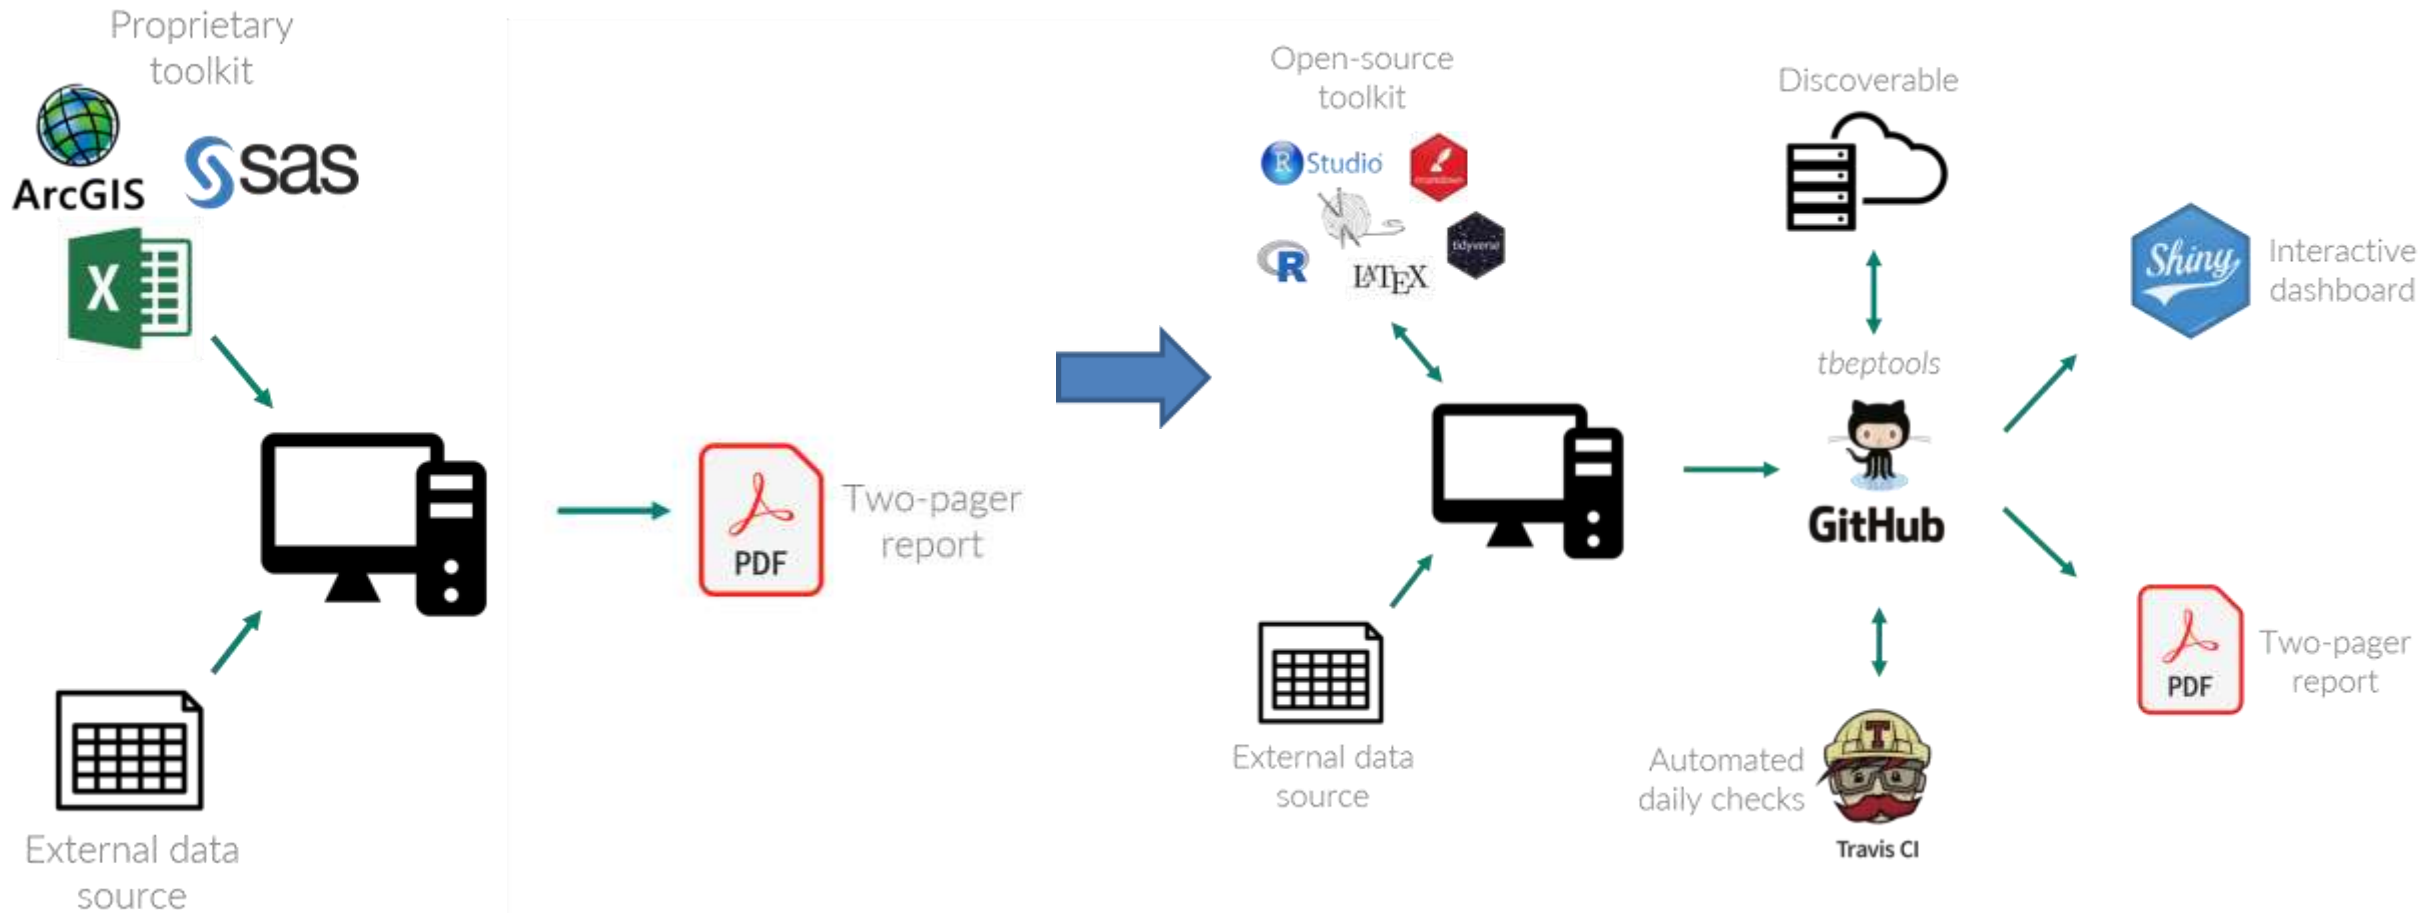 Proprietary
toolkit
ArcGIS
sas
X
PDF
Two-pager
report
External data
source
Open-source
toolkit
R Studio
tidyverse
R
LATEX
External data
source
Discoverable
tbeptools
GitHub
Automated
daily checks
T
Travis CI
Shiny
Interactive
dashboard
PDF
Two-pager
report